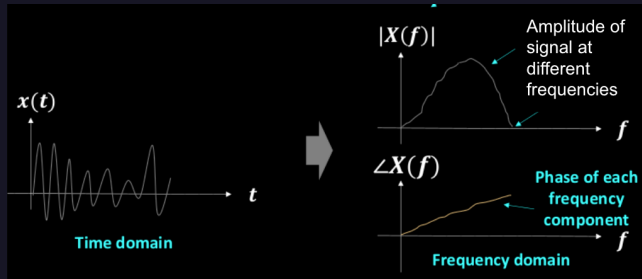 x(t)
t
Time domain
|X(f)|
Amplitude of
signal at
different
frequencies
f
∠X(f)
Phase of each
frequency
component
f
Frequency domain